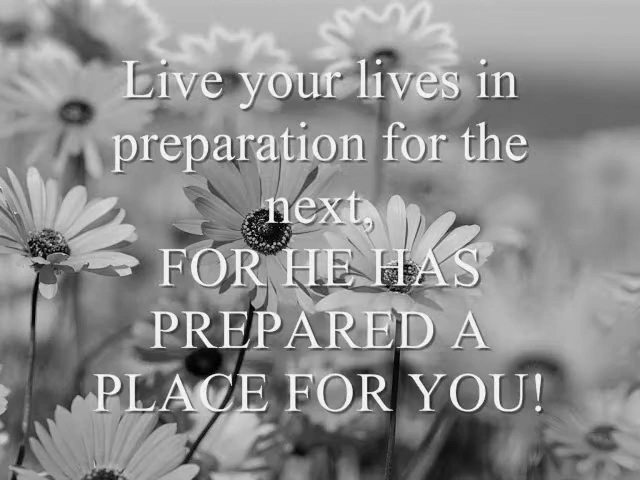 Live your lives in
preparation for the
next,
FOR HE HAS
PREPARED A
PLACE FOR YOU!